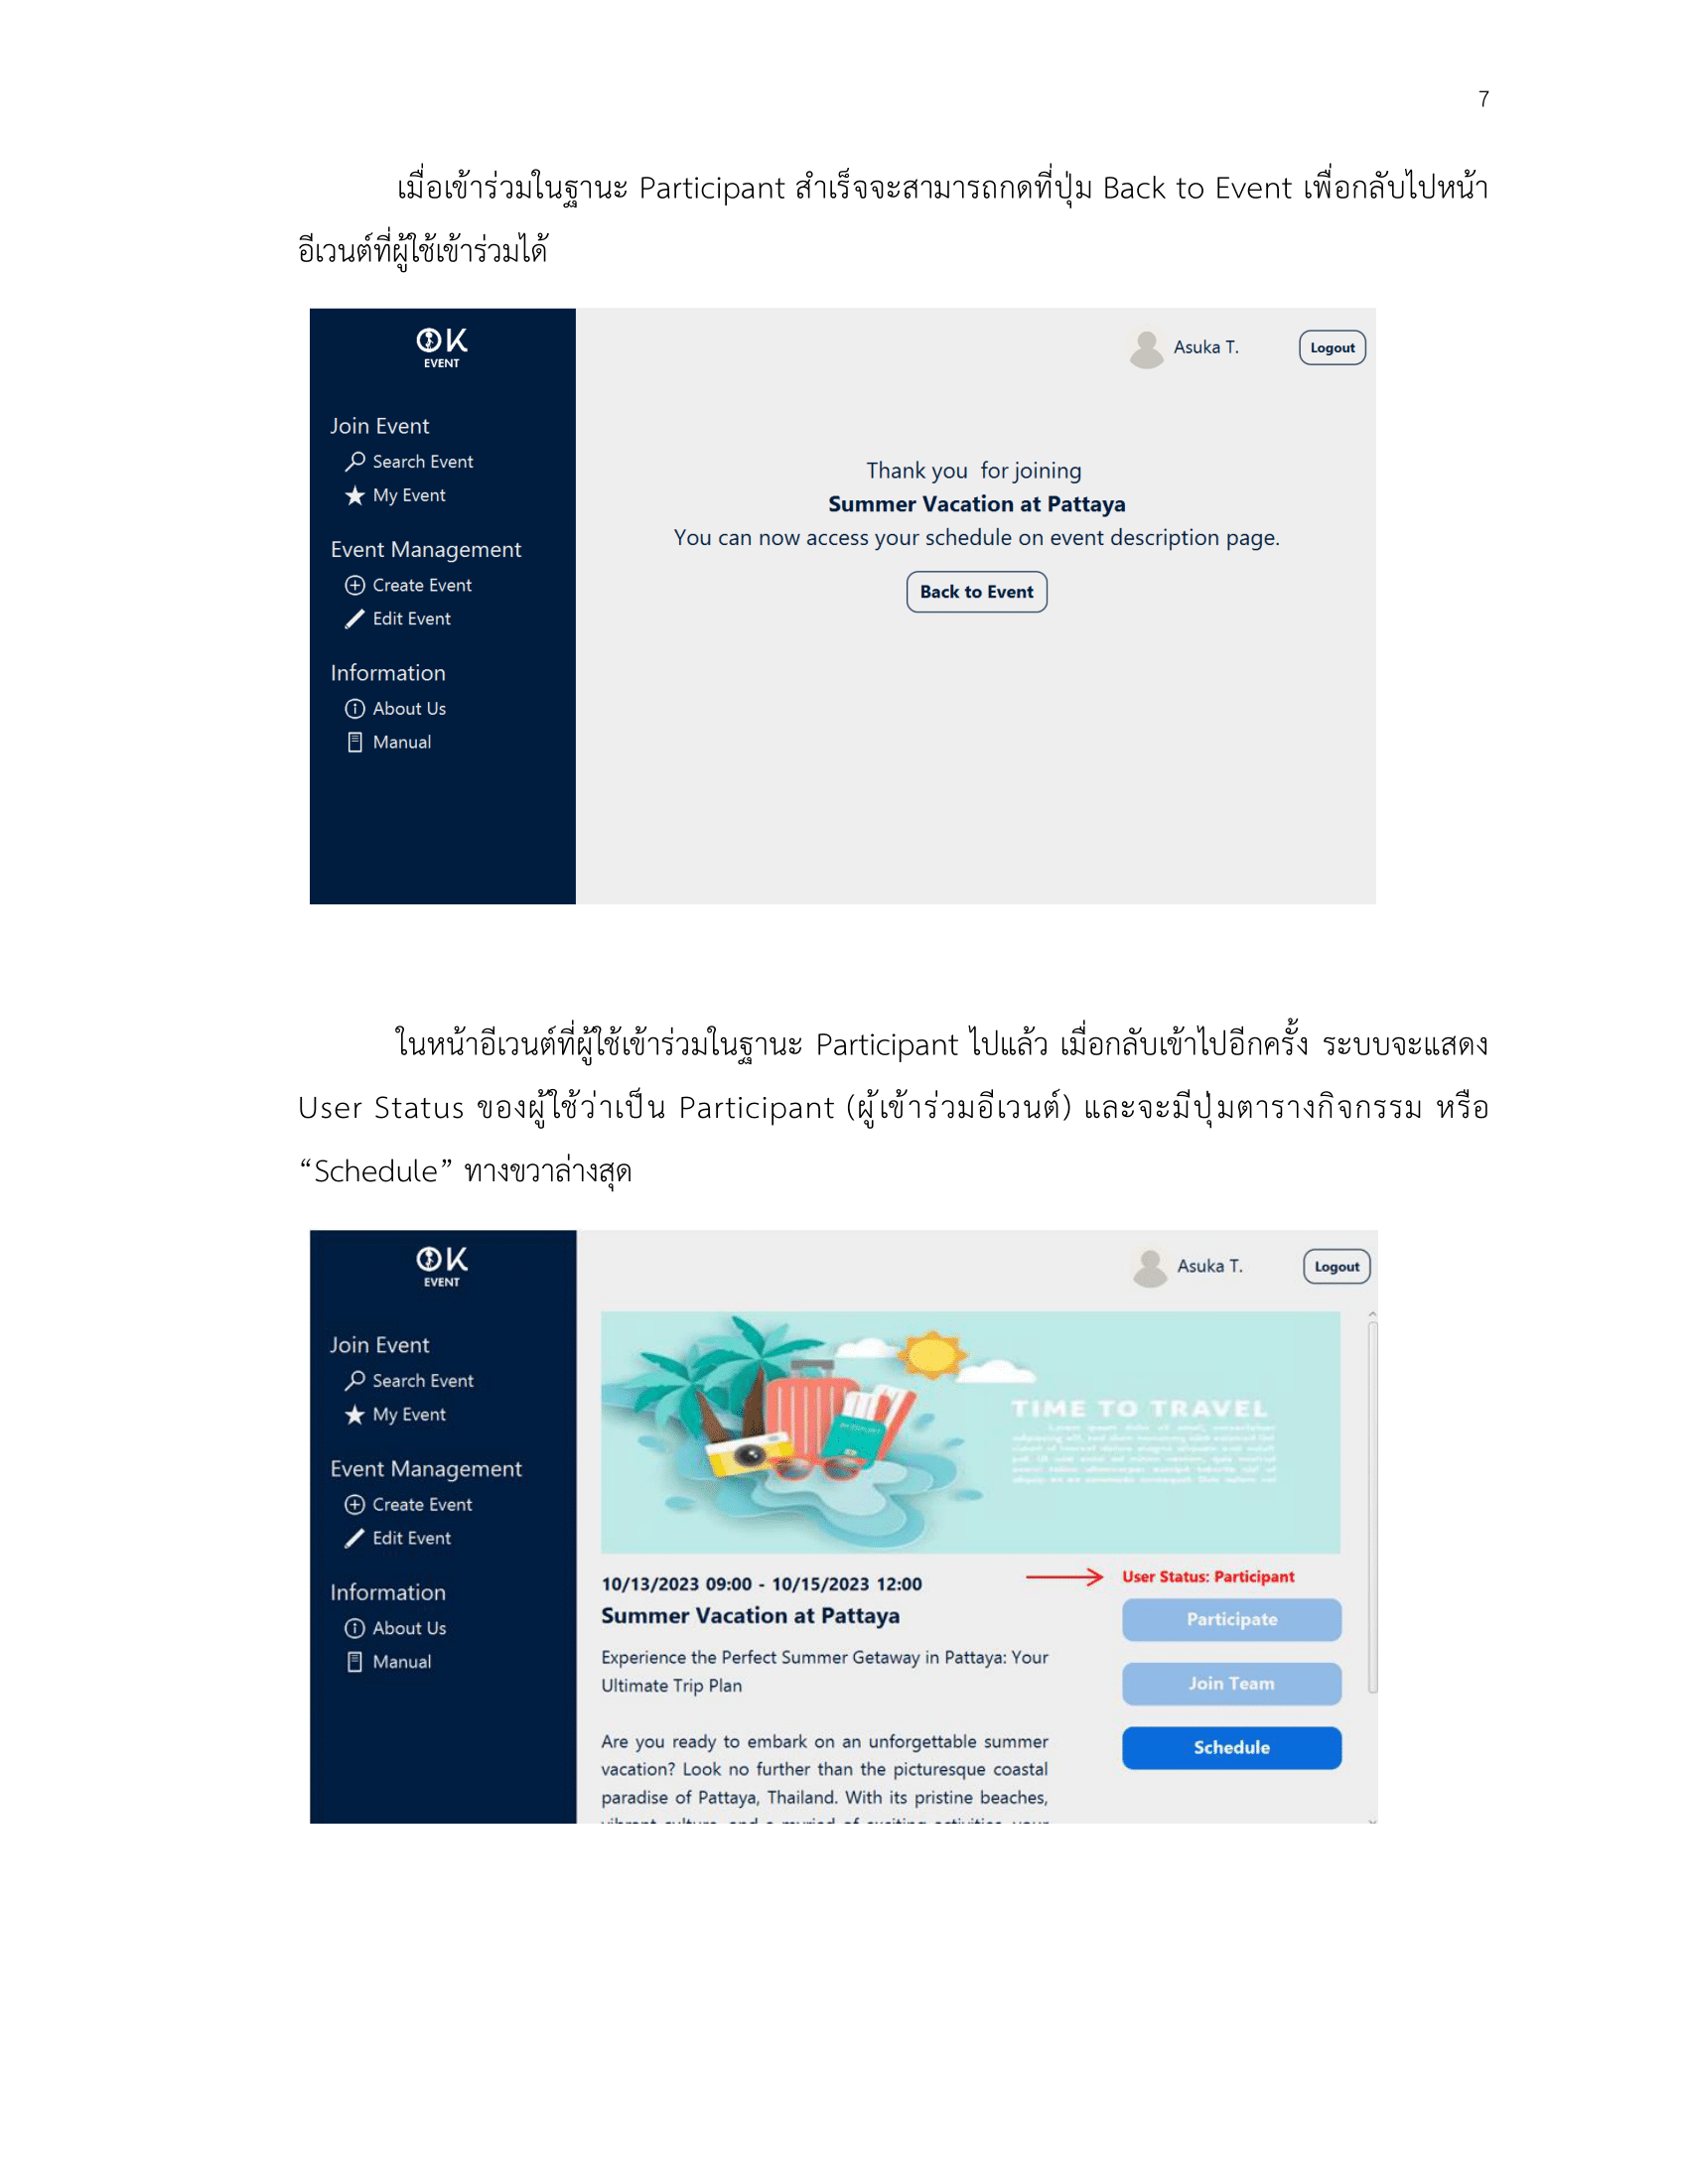 7
เมื่อเข้าร่วมในฐานะ Participant สำเร็จจะสามารถกดที่ปุ่ม Back to Event เพื่อกลับไปหน้า
อีเวนต์ที่ผู้ใช้เข้าร่วมได้
OK
EVENT
Asuka T.
Logout
Join Event
Search Event
My Event
Event Management
Create Event
Edit Event
Information
About Us
Manual
Thank you  for joining
Summer Vacation at Pattaya
You can now access your schedule on event description page.
Back to Event
ในหน้าอีเวนต์ที่ผู้ใช้เข้าร่วมในฐานะ Participant ไปแล้ว เมื่อกลับเข้าไปอีกครั้ง ระบบจะแสดง
User Status ของผู้ใช้ว่าเป็น Participant (ผู้เข้าร่วมอีเวนต์) และจะมีปุ่มตารางกิจกรรม หรือ
“Schedule” ทางขวาล่างสุด
OK
EVENT
Asuka T.
Logout
Join Event
Search Event
My Event
Event Management
Create Event
Edit Event
Information
About Us
Manual
TIME TO TRAVEL
10/13/2023 09:00 - 10/15/2023 12:00
Summer Vacation at Pattaya
Experience the Perfect Summer Getaway in Pattaya: Your
Ultimate Trip Plan
Are you ready to embark on an unforgettable summer
vacation? Look no further than the picturesque coastal
paradise of Pattaya, Thailand. With its pristine beaches,
vibrant culture, and a myriad of exciting activities, your
User Status: Participant
Participate
Join Team
Schedule